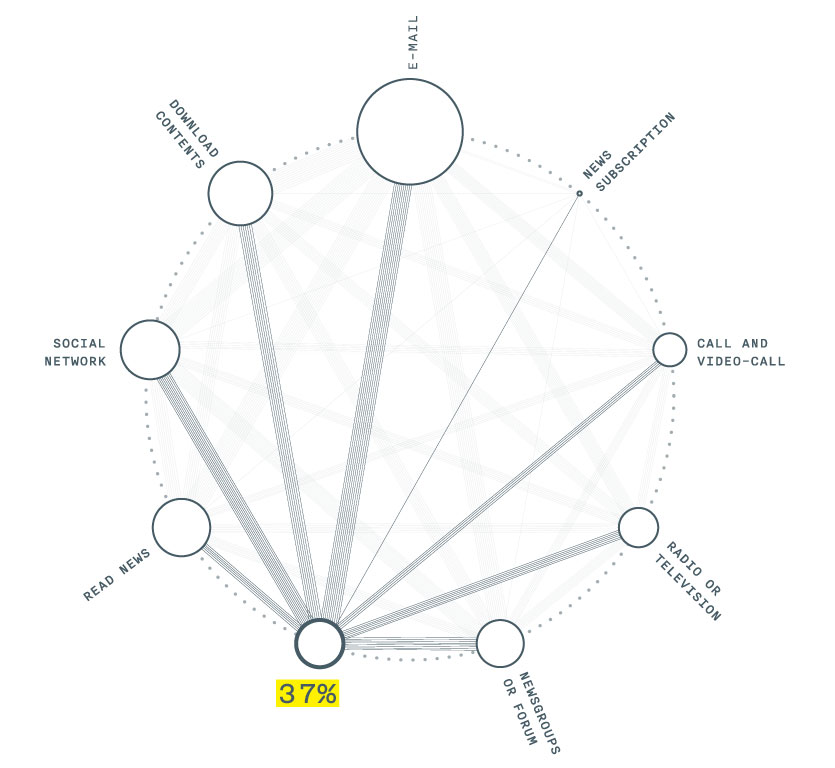 E-MAIL
NEWS
SUBSCRIPTION
DOWNLOAD
CONTENTS
SOCIAL
NETWORK
CALL AND
VIDEO-CALL
READ NEWS
RADIO OR
TELEVISION
37%
NEWSGROUPS
OR FORUM